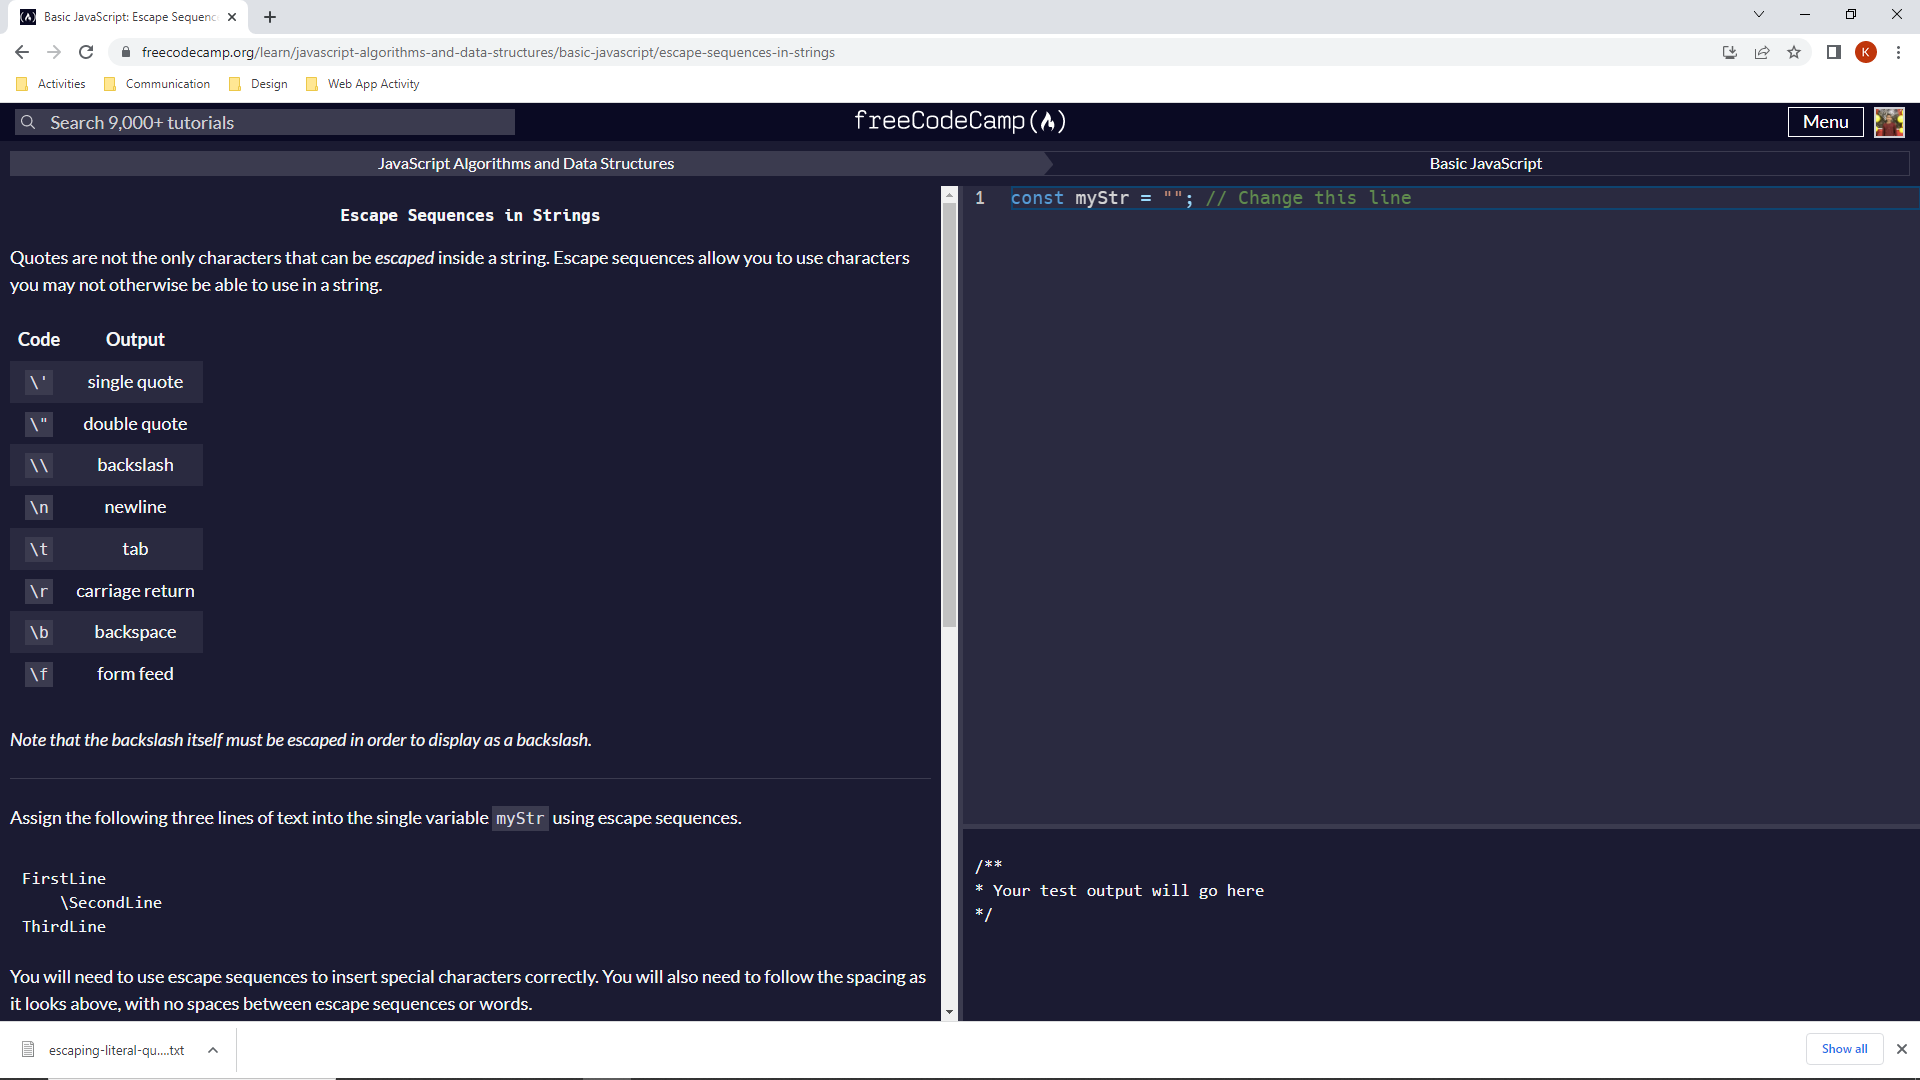 Basic JavaScript: Escape Sequenc
freecodecamp.org/learn/javascript-algorithms-and-data-structures/basic-javascript/escape-sequences-in-strings
K
Activities
Communication
Design
Web App Activity
Search 9,000+ tutorials
freeCodeCamp
Menu
JavaScript Algorithms and Data Structures
Basic JavaScript
Escape Sequences in Strings
Quotes are not the only characters that can be escaped inside a string. Escape sequences allow you to use characters
you may not otherwise be able to use in a string.
Code Output
\' single quote
\" double quote
\\ backslash
\n newline
\t tab
\r carriage return
\b backspace
\f form feed
Note that the backslash itself must be escaped in order to display as a backslash.
Assign the following three lines of text into the single variable myStr using escape sequences.
FirstLine
    \SecondLine
ThirdLine
You will need to use escape sequences to insert special characters correctly. You will also need to follow the spacing as
it looks above, with no spaces between escape sequences or words.
1 const myStr = ""; // Change this line
/**
* Your test output will go here
*/
escaping-literal-qu....txt
Show all